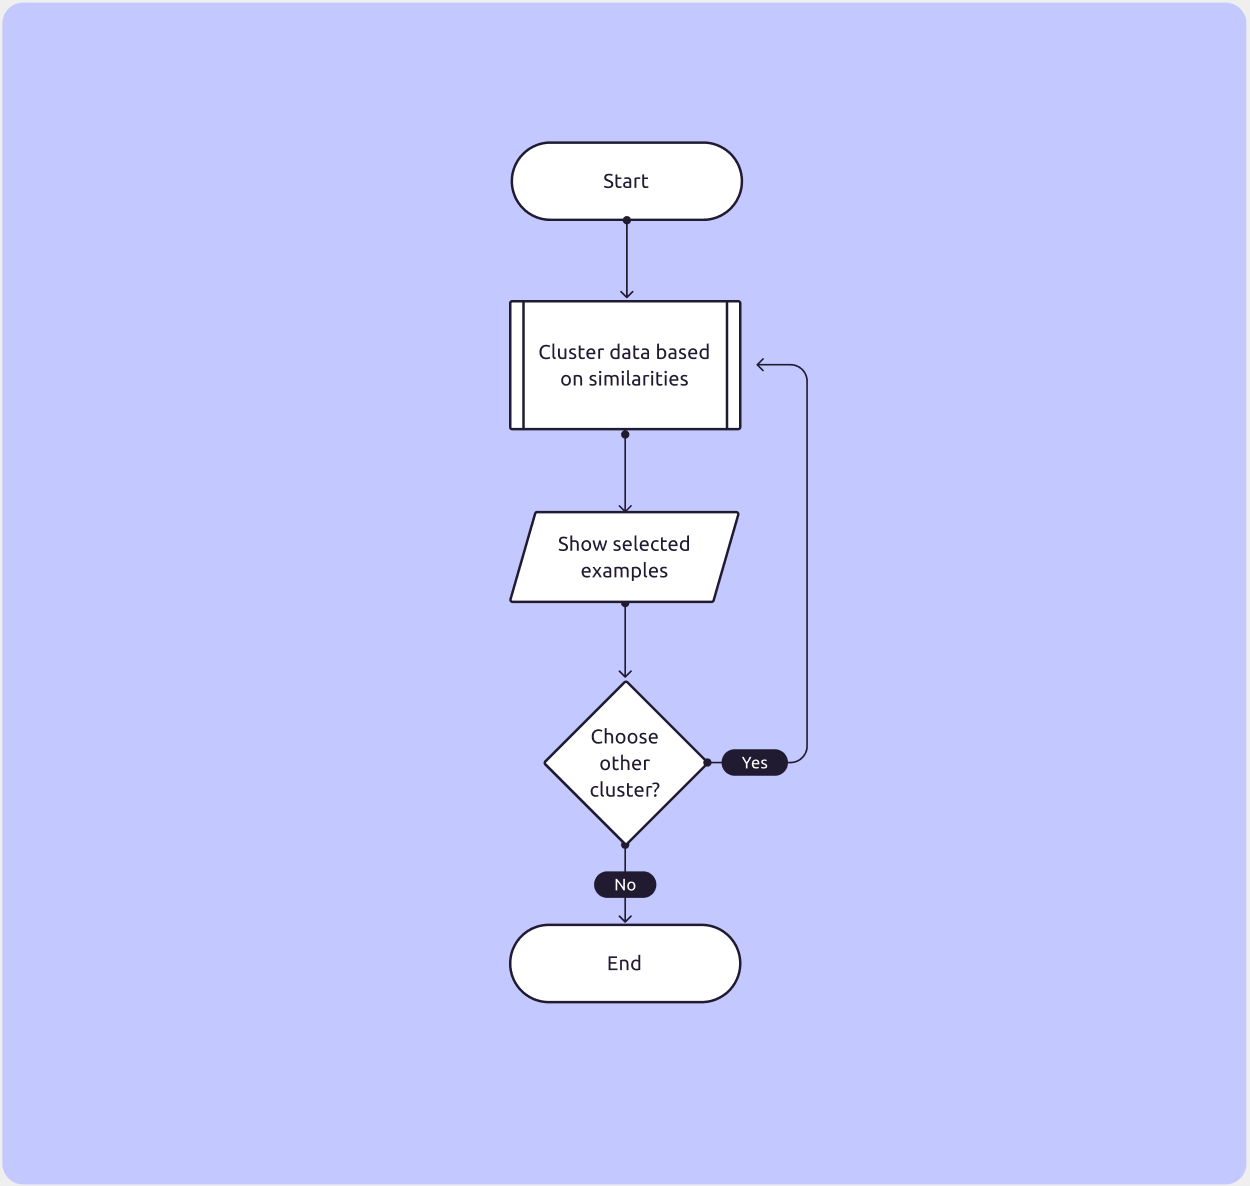 Start
Cluster data based
on similarities
Show selected
examples
Choose
other
cluster?
Yes
No
End